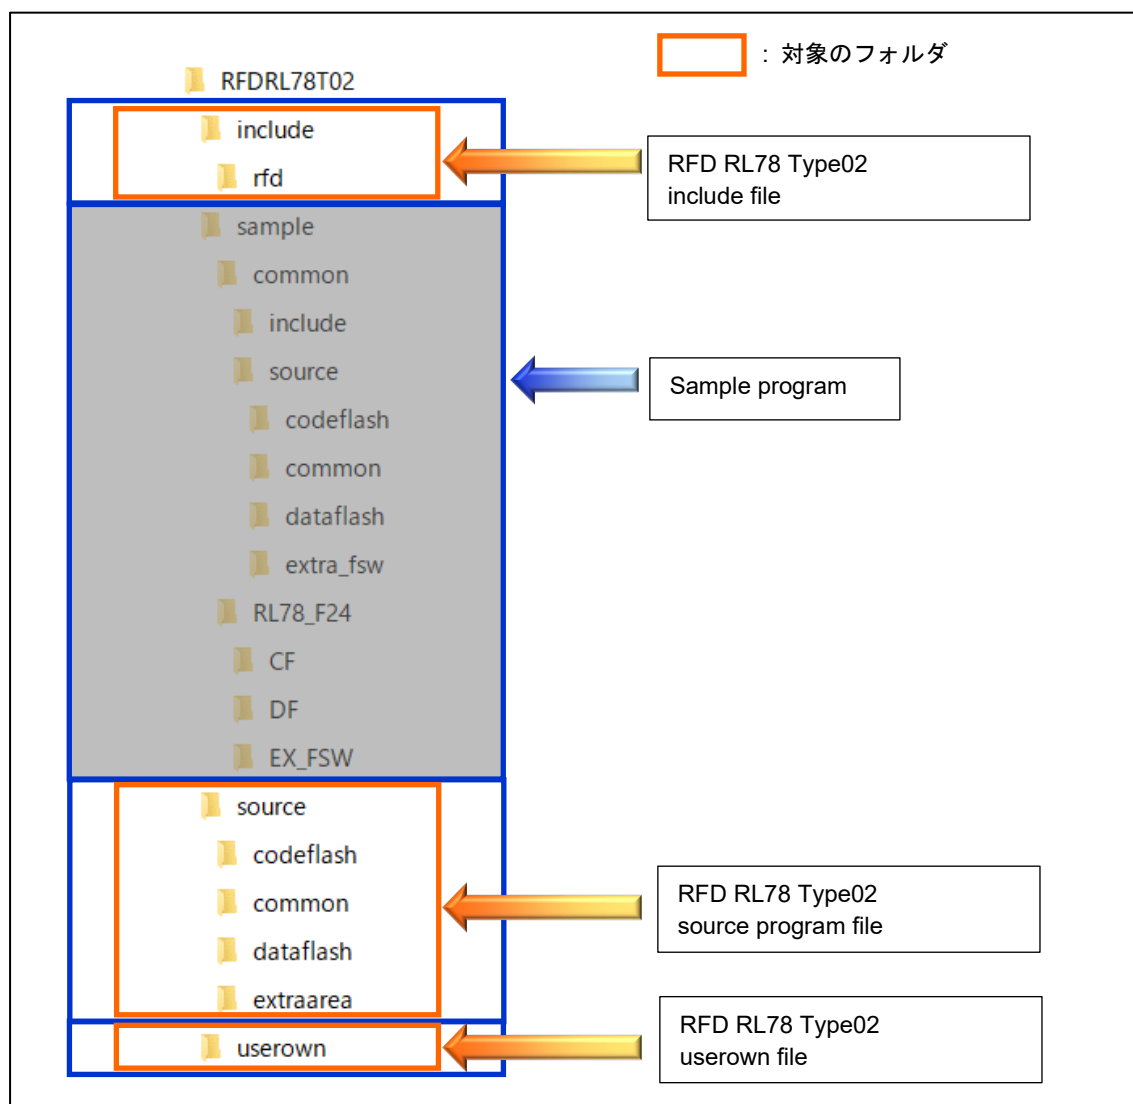 : 対象のフォルダ
RFDRL78T02
include
rfd
RFD RL78 Type02
include file
sample
common
include
source
Sample program
codeflash
common
dataflash
extra_fsw
RL78_F24
CF
DF
EX_FSW
source
codeflash
common
dataflash
extraarea
RFD RL78 Type02
source program file
userown
RFD RL78 Type02
userown file